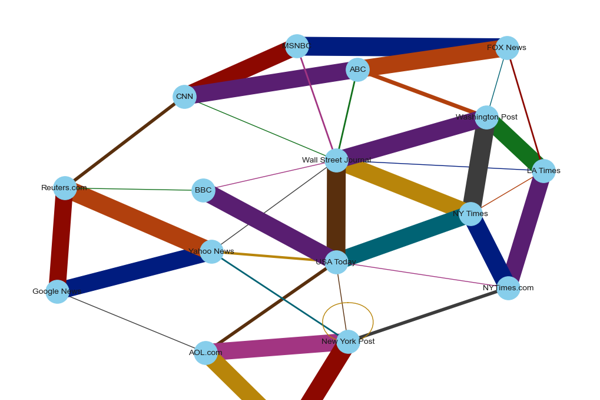 MSNBC
FOX News
ABC
CNN
Washington Post
Wall Street Journal
LA Times
Reuters.com
BBC
NY Times
Yahoo News
USA Today
Google News
NYTimes.com
New York Post
AOL.com